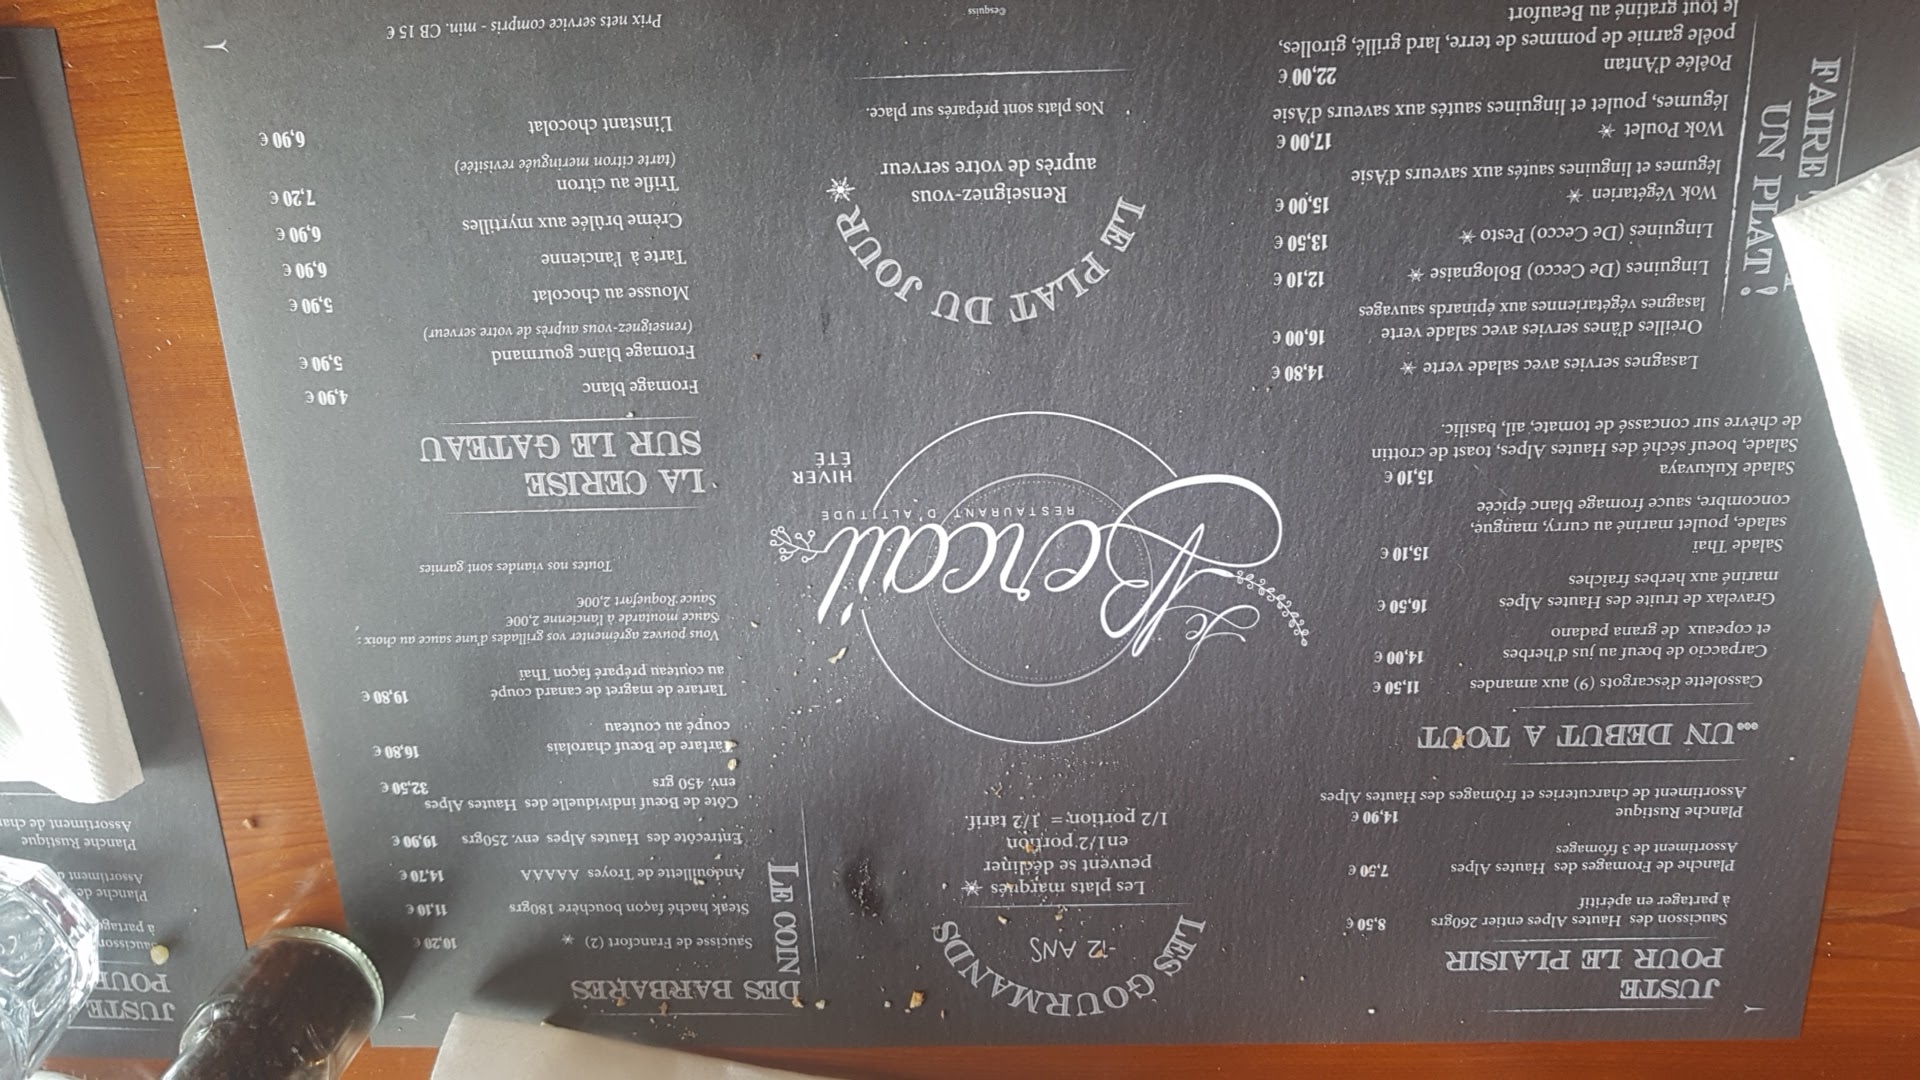 JUSTE
POUR LE PLAISIR
Saucisson des Hautes Alpes entier 260grs 8,50 €
à partager en apéritif
Planche de Fromages des Hautes Alpes 7,50 €
Assortiment de 3 fromages
Planche Rustique 14,90 €
Assortiment de charcuteries et fromages des Hautes Alpes
...UN DEBUT A TOUT
Cassolette d'escargots (9) aux amandes 11,50 €
Carpaccio de bœuf au jus d'herbes 14,00 €
et copeaux de grana padano
Gravelax de truite des Hautes Alpes 16,50 €
mariné aux herbes fraîches
Salade Thaï 15,10 €
salade, poulet mariné au curry, mangue,
concombre, sauce fromage blanc épicée
Salade Kukuvaya 15,10 €
Salade, boeuf séché des Hautes Alpes, toast de crottin
de chèvre sur concassé de tomate, ail, basilic.
FAIRE
UN PLAT !
Lasagnes servies avec salade verte * 14,80 €
Oreilles d'ânes servies avec salade verte 16,00 €
lasagnes végétariennes aux épinards sauvages
Linguines (De Cecco) Bolognaise * 12,10 €
Linguines (De Cecco) Pesto * 13,50 €
Wok Végétarien * 15,00 €
légumes et linguines sautés aux saveurs d'Asie
Wok Poulet * 17,00 €
légumes, poulet et linguines sautés aux saveurs d'Asie
Poêlée d'Antan 22,00 €
poêle garnie de pommes de terre, lard grillé, girolles,
le tout gratiné au Beaufort
LES GOURMANDS
-12 ANS
Les plats marqués *
peuvent se décliner
en1/2 portion
1/2 portion = 1/2 tarif.
Le Bercail
RESTAURANT D'ALTITUDE
HIVER
ÉTÉ
LE PLAT DU JOUR*
Renseignez-vous
auprès de votre serveur
Nos plats sont préparés sur place.
©esquiss
LE COIN
DES BARBARES
Saucisse de Francfort (2) * 10,20 €
Steak haché façon bouchère 180grs 11,10 €
Andouillette de Troyes AAAAA 14,70 €
Entrecôte des Hautes Alpes env. 250grs 19,90 €
Côte de Bœuf individuelle des Hautes Alpes 32,50 €
env. 450 grs
Tartare de Bœuf charolais 16,80 €
coupé au couteau
Tartare de magret de canard coupé 19,80 €
au couteau préparé façon Thaï
Vous pouvez agrémenter vos grillades d'une sauce au choix :
Sauce moutarde à l'ancienne 2,00€
Sauce Roquefort 2,00€
Toutes nos viandes sont garnies
LA CERISE
SUR LE GATEAU
Fromage blanc 4,90 €
Fromage blanc gourmand 5,90 €
(renseignez-vous auprès de votre serveur)
Mousse au chocolat 5,90 €
Tarte à l'ancienne 6,90 €
Crème brûlée aux myrtilles 6,90 €
Trifle au citron 7,20 €
(tarte citron meringuée revisitée)
L'instant chocolat 6,90 €
Prix nets service compris - min. CB 15 €
JUSTE
POUR
Saucisson
à partager
Planche de
Assortiment d
Planche Rustique
Assortiment de char